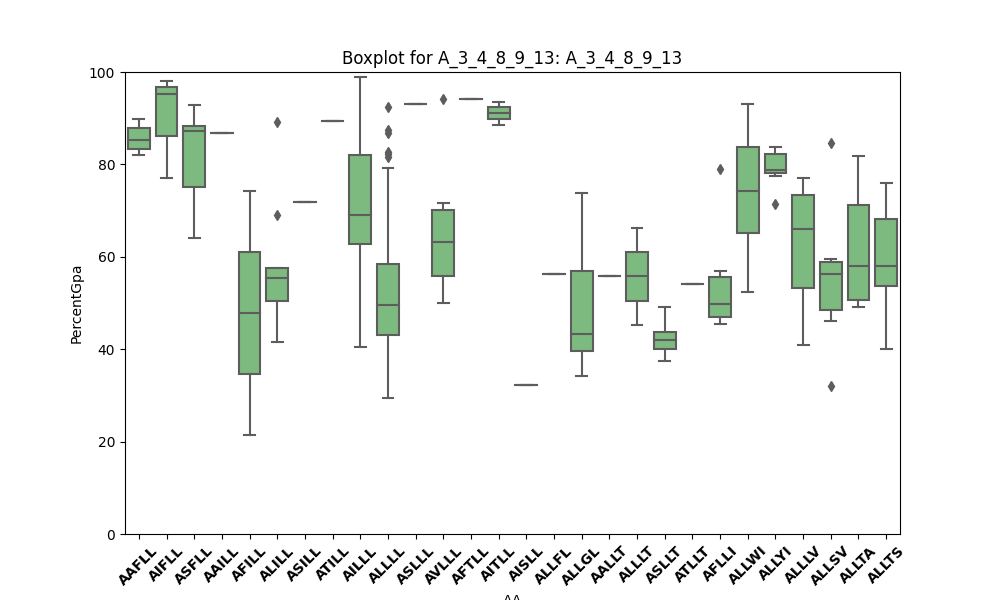 Boxplot for A_3_4_8_9_13: A_3_4_8_9_13
100
80
60
40
20
0
PercentGpa
AAFLL AIFLL ASFLL AAILL AFILL ALILL ASILL ATILL AILLL ALLLL ASLLL AVLLL AFTLL AITLL AISLL ALLFL ALLGL AALLT ALLLT ASLLT ATLLT AFLLI ALLWI ALLYI ALLLV ALLSV ALLTA ALLTS
AA